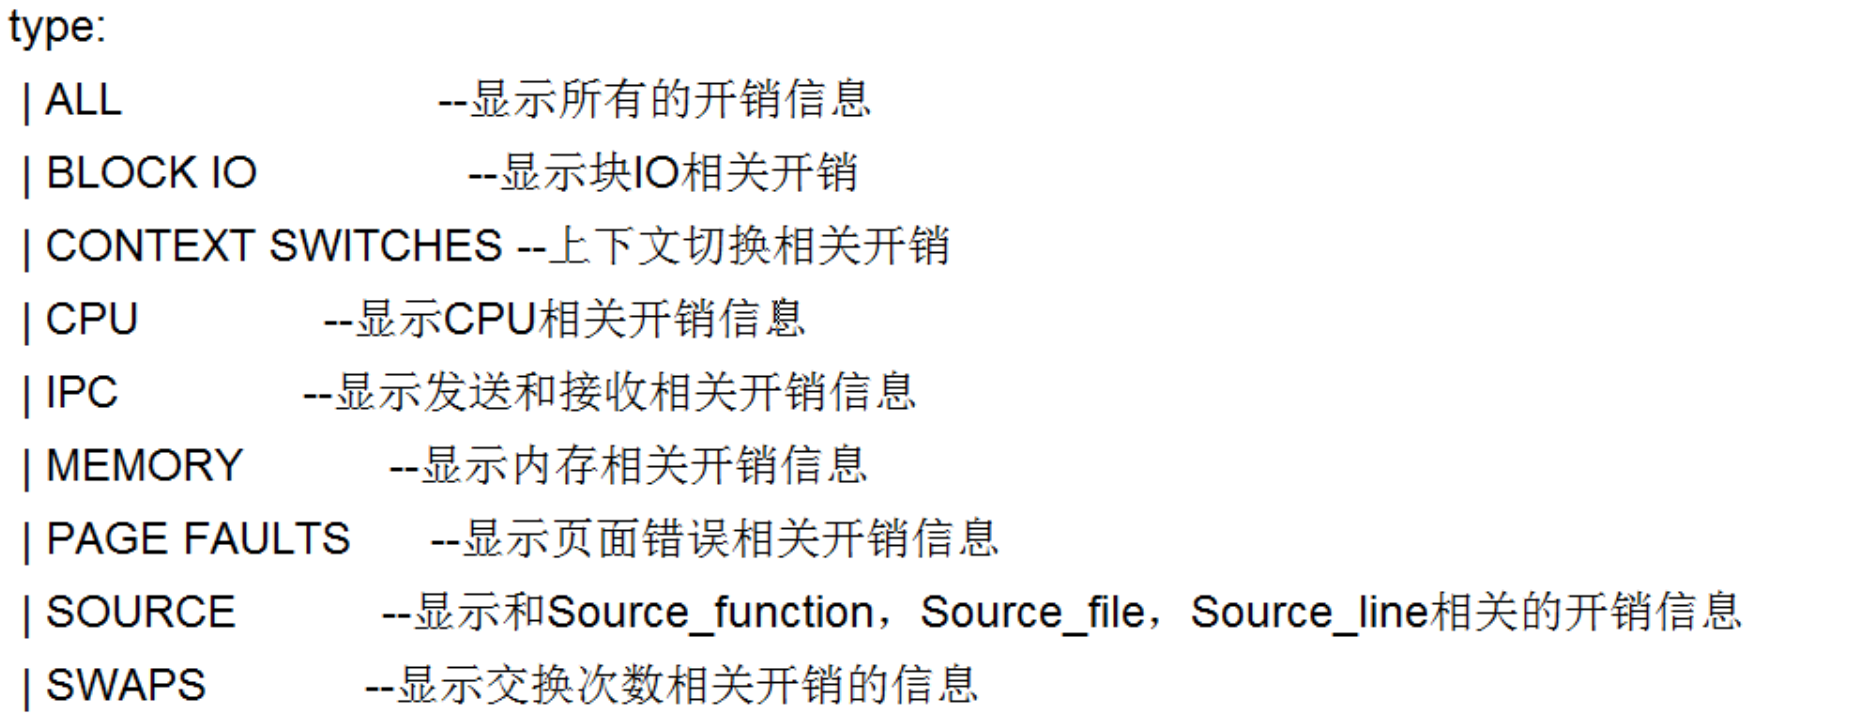 type:
| ALL --显示所有的开销信息
| BLOCK IO --显示块IO相关开销
| CONTEXT SWITCHES --上下文切换相关开销
| CPU --显示CPU相关开销信息
| IPC --显示发送和接收相关开销信息
| MEMORY --显示内存相关开销信息
| PAGE FAULTS --显示页面错误相关开销信息
| SOURCE --显示和Source_function，Source_file，Source_line相关的开销信息
| SWAPS --显示交换次数相关开销的信息